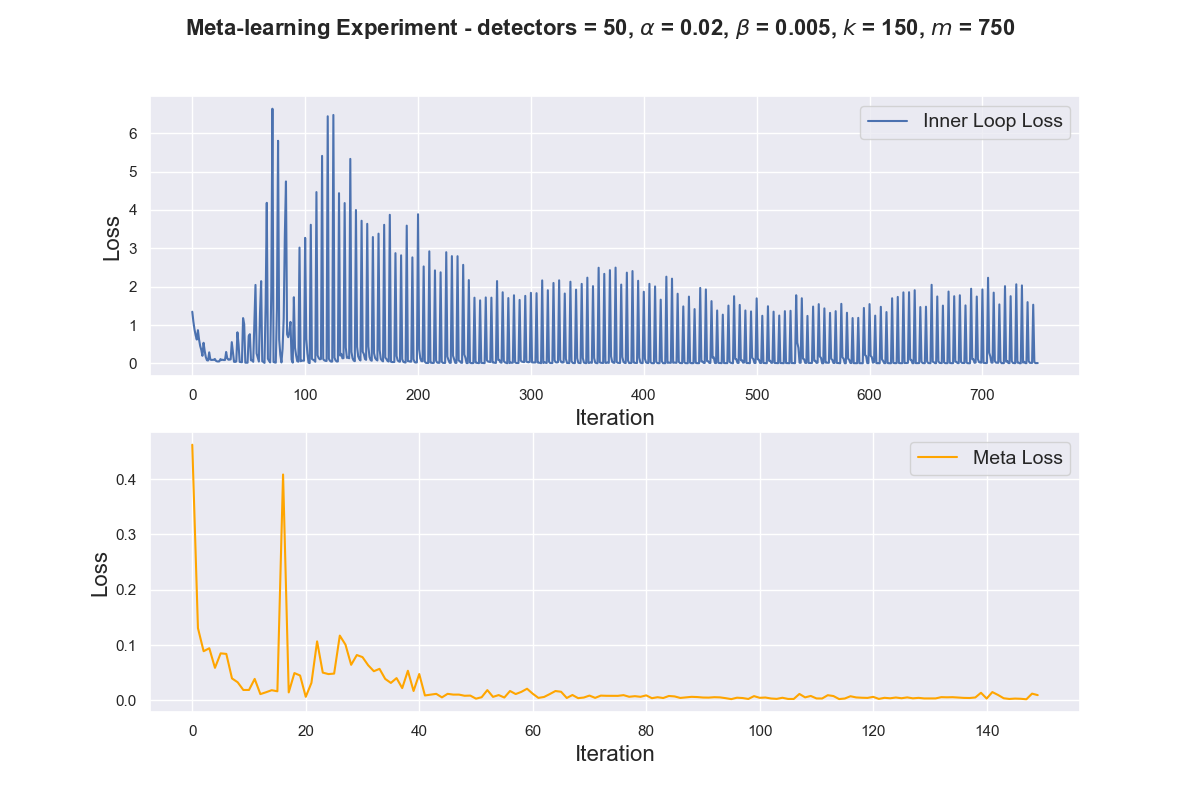 Meta-learning Experiment - detectors = 50, α = 0.02, β = 0.005, k = 150, m = 750
Inner Loop Loss
Loss
6
5
4
3
2
1
0
0 100 200 300 400 500 600 700
Iteration
Meta Loss
Loss
0.4
0.3
0.2
0.1
0.0
0 20 40 60 80 100 120 140
Iteration